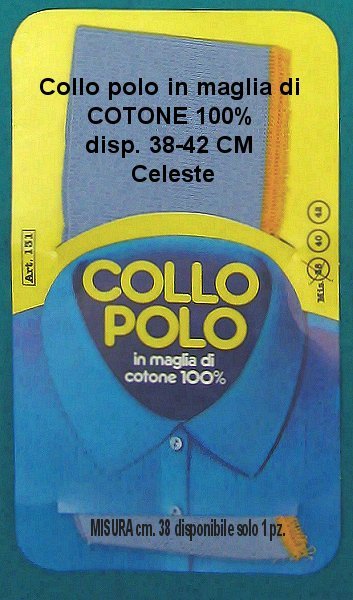 Collo polo in maglia di
COTONE 100%
disp. 38-42 CM
Celeste
42
40
Mis. 38
Art. 151
COLLO
POLO
in maglia di
cotone 100%
MISURA cm. 38 disponibile solo 1 pz.